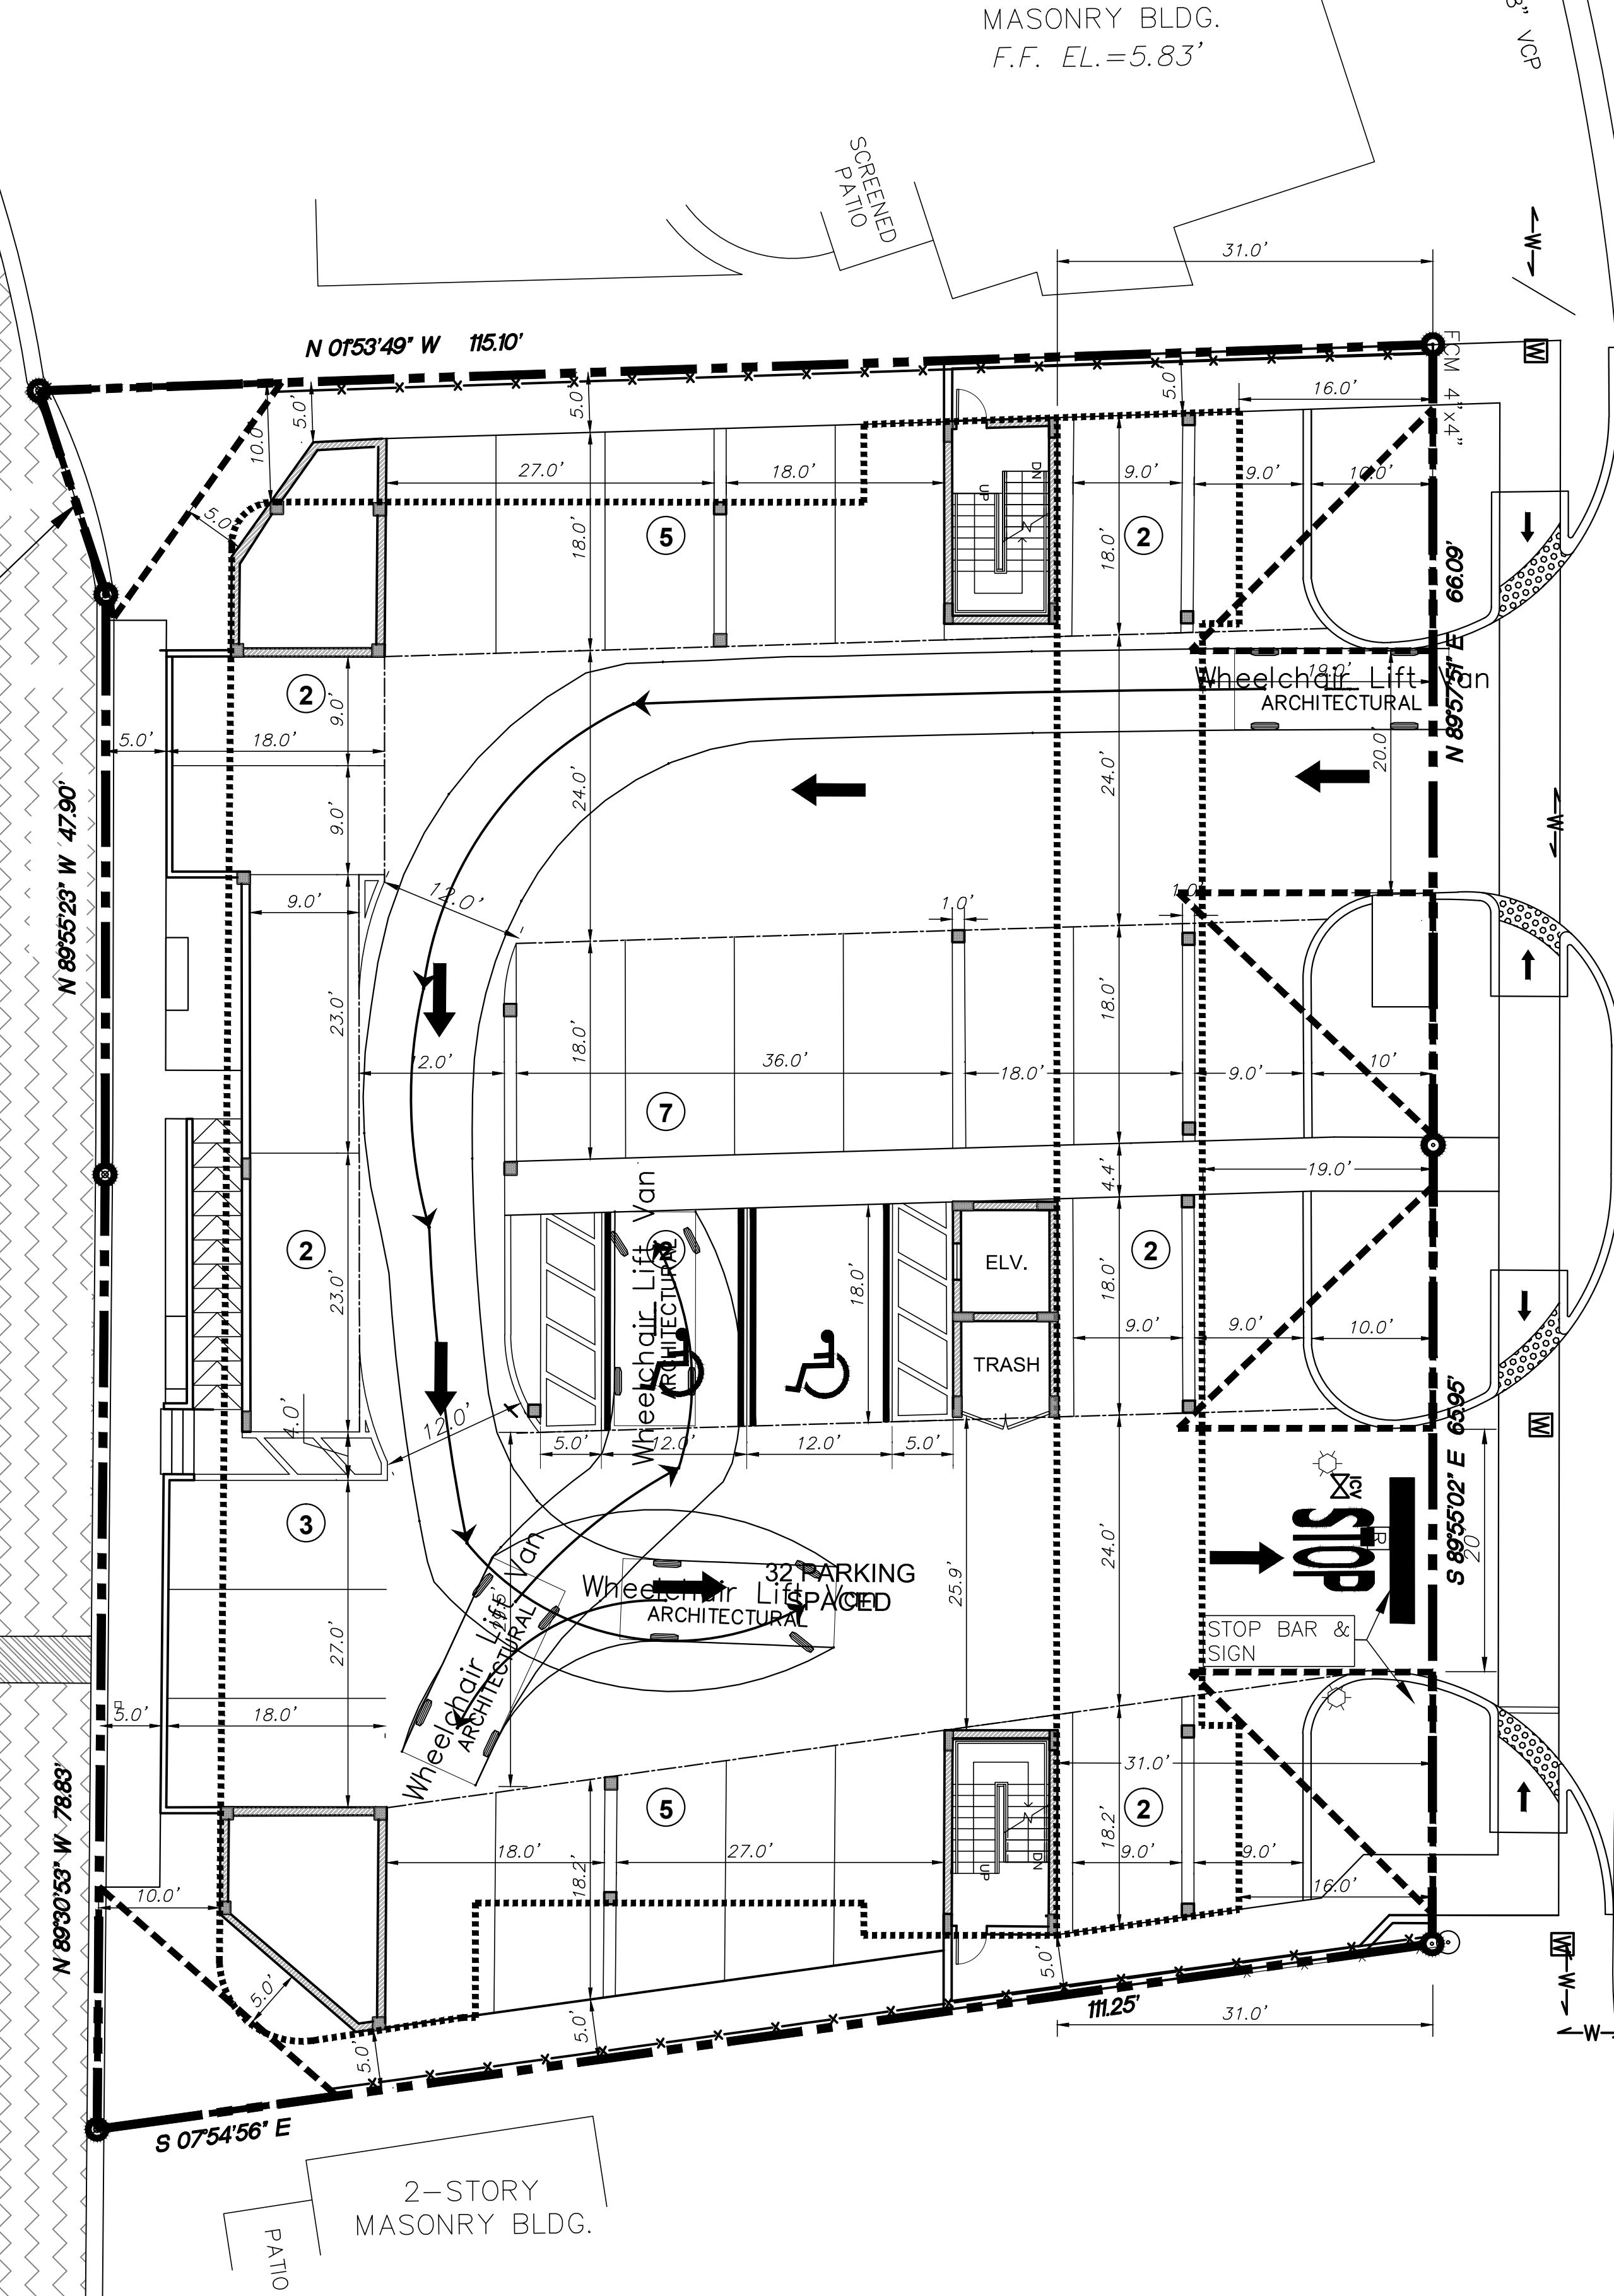 MASONRY BLDG.
F.F. EL.=5.83'
8" VCP
SCREENED
PATIO
W
31.0'
N 01°53'49" W 115.10'
FCM 4"x4"
W
5.0'
10.0'
5.0'
5.0'
16.0'
27.0'
18.0'
UP
DN
9.0'
9.0'
10.0'
5.0'
5
2
18.0'
18.0'
N 89°57'51" E 66.09'
Wheelchair Lift Van
19.0'
ARCHITECTURAL
2
9.0'
5.0'
18.0'
24.0'
24.0'
20.0'
9.0'
W
N 89°55'23" W 47.90'
9.0'
12.0'
1.0'
1.0'
23.0'
18.0'
18.0'
12.0'
36.0'
18.0'
9.0'
10'
7
4.4'
19.0'
Wheelchair Lift Van
ARCHITECTURAL
2
2
2
ELV.
18.0'
18.0'
23.0'
9.0'
9.0'
10.0'
TRASH
4.0'
12.0'
5.0'
12.0'
12.0'
5.0'
W
S 89°55'02" E 65.95'
ICV
STOP
R
20'
3
24.0'
25.9'
32 PARKING
SPACED
Wheelchair Lift Van
ARCHITECTURAL
Wheelchair Lift Van
ARCHITECTURAL
STOP BAR &
SIGN
27.0'
5.0'
18.0'
31.0'
5
2
18.2'
18.2'
18.0'
27.0'
UP
DN
9.0'
9.0'
16.0'
N 89°30'53" W 78.83'
10.0'
5.0'
5.0'
5.0'
5.0'
W
W
111.25'
31.0'
W
S 07°54'56" E
2-STORY
MASONRY BLDG.
PATIO